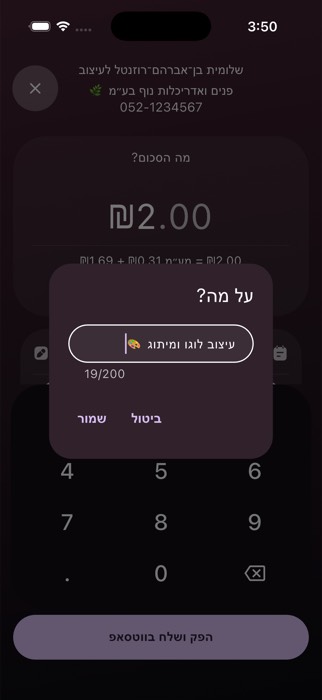 3:50
שלומית בן־אברהם־רוזנטל לעיצוב
פנים ואדריכלות נוף בע״מ 🌿
052-1234567
מה הסכום?
₪2.00
₪1.69 + ₪0.31 מע״מ = ₪2.00
על מה?
עיצוב לוגו ומיתוג 🎨
19/200
ביטול
שמור
4 5 6
7 8 9
. 0
הפק ושלח בווטסאפ